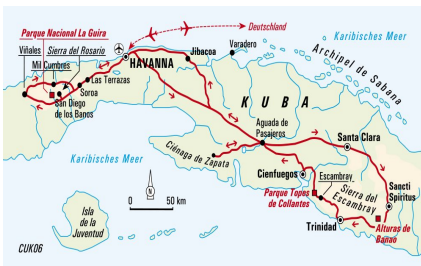 Parque Nacional La Güira
Deutschland
Karibisches Meer
Viñales
Sierra del Rosario
Mil Cumbres
HAVANNA
Jibacoa
Varadero
Archipel de Sabana
Las Terrazas
Soroa
San Diego
de los Banos
KUBA
Aguada de
Pasajeros
Santa Clara
Karibisches Meer
Ciénaga de Zapata
Cienfuegos
Escambray
Sancti
Spiritus
Parque Topes
de Collantes
Sierra del
Escambray
Isla
de la
Juventud
N
0 50 km
Trinidad
Alturas de
Banao
CUK06